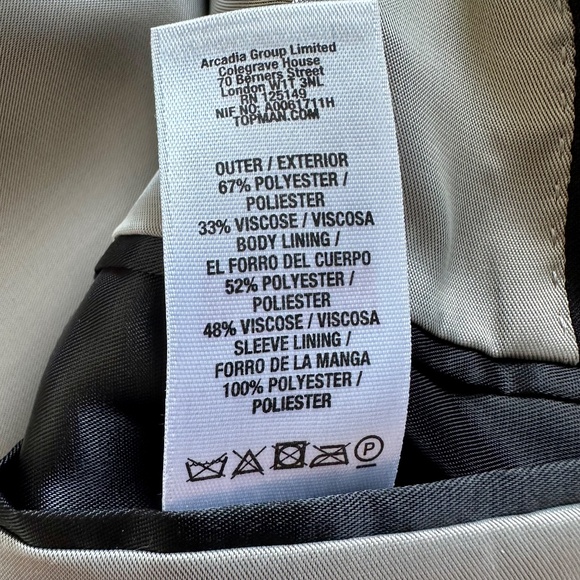 Arcadia Group Limited
Colegrave House
70 Berners Street
London W1T 3NL
RN 125149
NIF NO: A0061711H
TOPMAN.COM
OUTER / EXTERIOR
67% POLYESTER /
POLIESTER
33% VISCOSE / VISCOSA
BODY LINING /
EL FORRO DEL CUERPO
52% POLYESTER /
POLIESTER
48% VISCOSE / VISCOSA
SLEEVE LINING /
FORRO DE LA MANGA
100% POLYESTER /
POLIESTER
P